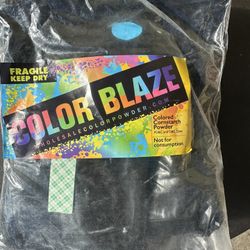 FRAGILE
KEEP DRY
COLOR BLAZE
WHOLESALECOLORPOWDER.COM
Colored
Cornstarch
Powder
Not for
consumption